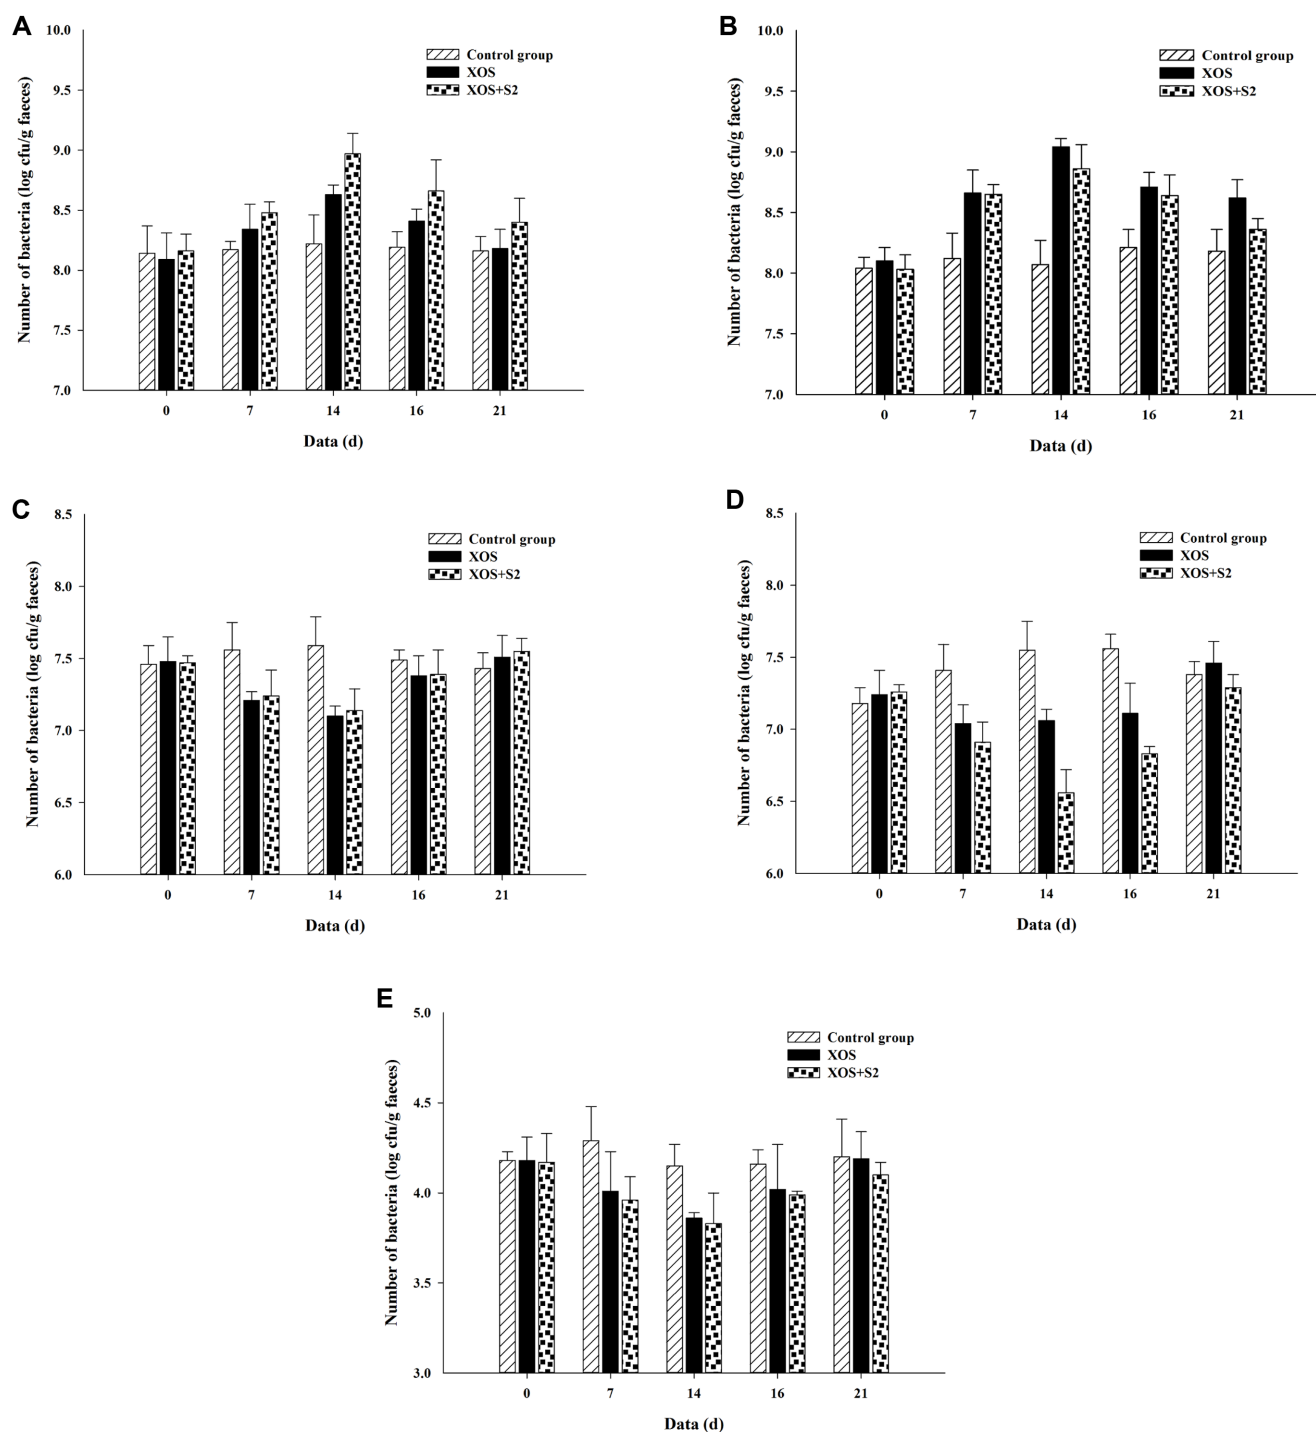 A
Number of bacteria (log cfu/g faeces)
10.0
9.5
9.0
8.5
8.0
7.5
7.0
Control group
XOS
XOS+S2
0 7 14 16 21
Data (d)
B
Number of bacteria (log cfu/g faeces)
10.0
9.5
9.0
8.5
8.0
7.5
7.0
Control group
XOS
XOS+S2
0 7 14 16 21
Data (d)
C
Number of bacteria (log cfu/g faeces)
8.5
8.0
7.5
7.0
6.5
6.0
Control group
XOS
XOS+S2
0 7 14 16 21
Data (d)
D
Number of bacteria (log cfu/g faeces)
8.5
8.0
7.5
7.0
6.5
6.0
Control group
XOS
XOS+S2
0 7 14 16 21
Data (d)
E
Number of bacteria (log cfu/g faeces)
5.0
4.5
4.0
3.5
3.0
Control group
XOS
XOS+S2
0 7 14 16 21
Data (d)